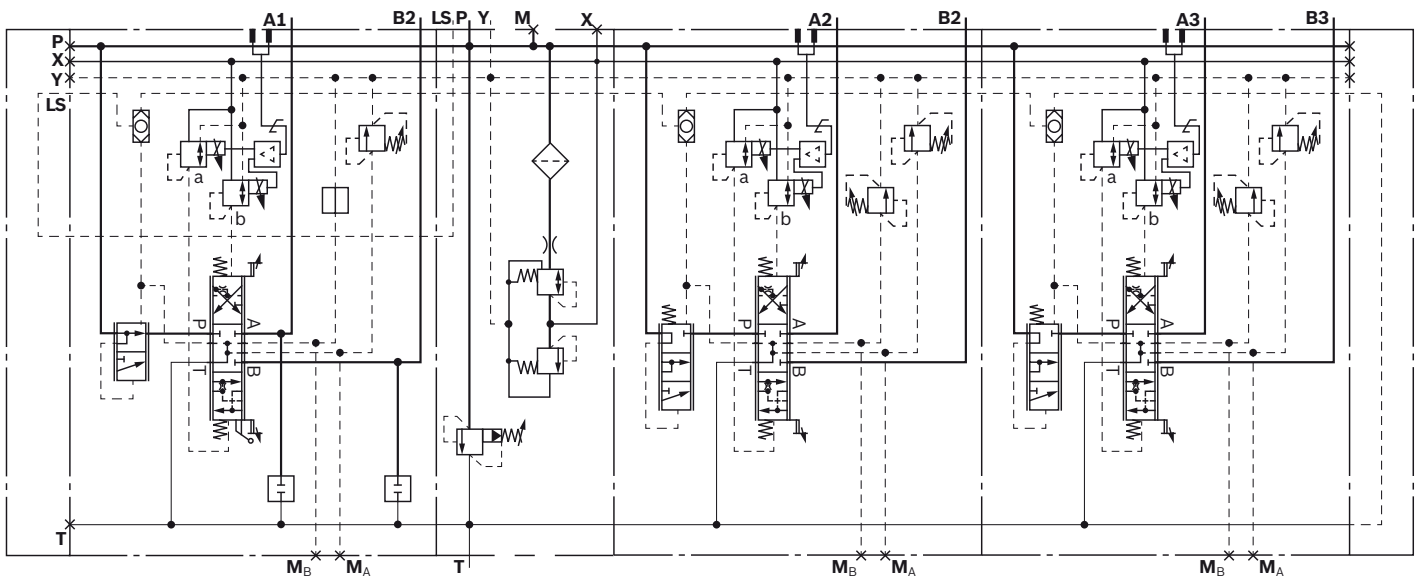 A1 B2 LS P Y M X A2 B2 A3 B3
P
X
Y
LS
a a a
b b b
P A P A P A
T B T B T B
T
M_B M_A T M_B M_A M_B M_A